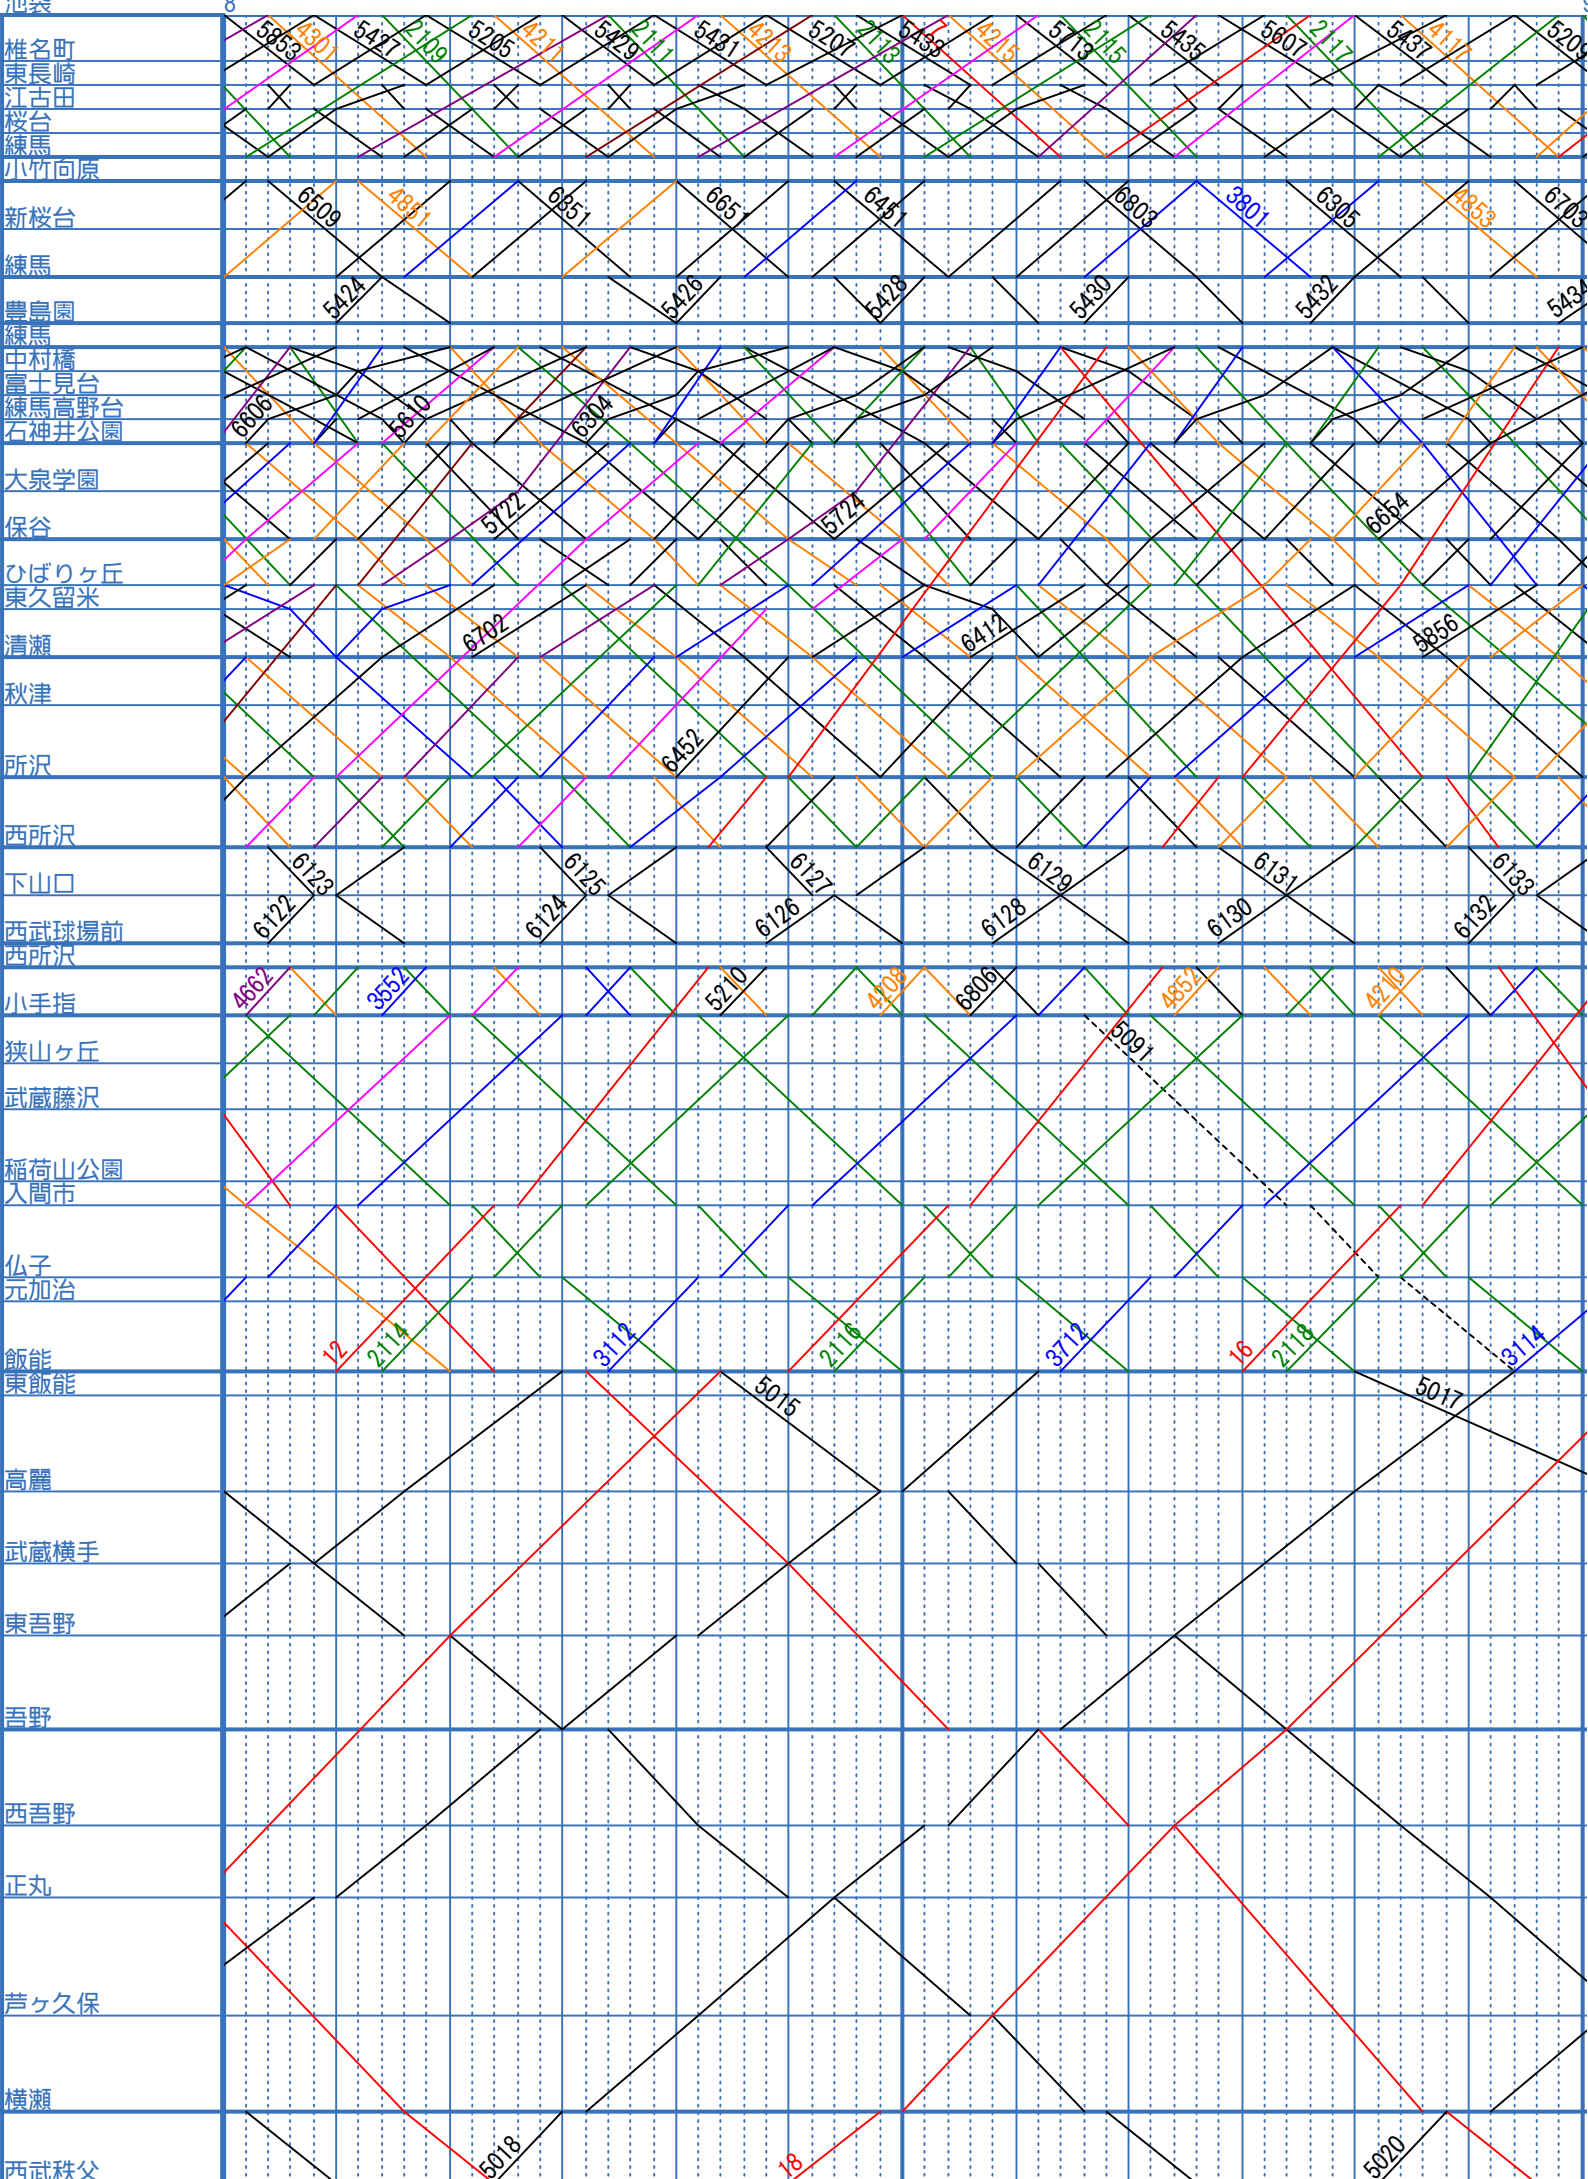 池袋 8
椎名町 5853 4301 5427 2109 5205 4211 5429 2111 5431 4213 5207 2113 5433 4215 5713 2115 5435 5607 2117 5437 4117
東長崎
江古田
桜台
練馬
小竹向原
新桜台 6509 4851 6351 6651 6451 6803 3801 6305 4853 6703
練馬
豊島園 5424 5426 5428 5430 5432 5434
練馬
中村橋
富士見台
練馬高野台 6606 5610 6304
石神井公園
大泉学園
保谷 5722 5724 6654
ひばりヶ丘
東久留米
清瀬 6702 6412 5856
秋津
所沢 6452
西所沢
下山口 6123 6125 6127 6129 6131 6133
西武球場前 6122 6124 6126 6128 6130 6132
西所沢
小手指 4662 3552 5210 4208 6806 4852 4210
狭山ヶ丘 5091
武蔵藤沢
稲荷山公園
入間市
仏子
元加治
飯能 12 2114 3112 2116 3712 16 2118 3114
東飯能 5015 5017
高麗
武蔵横手
東吾野
吾野
西吾野
正丸
芦ヶ久保
横瀬
西武秩父 5018 18 5020